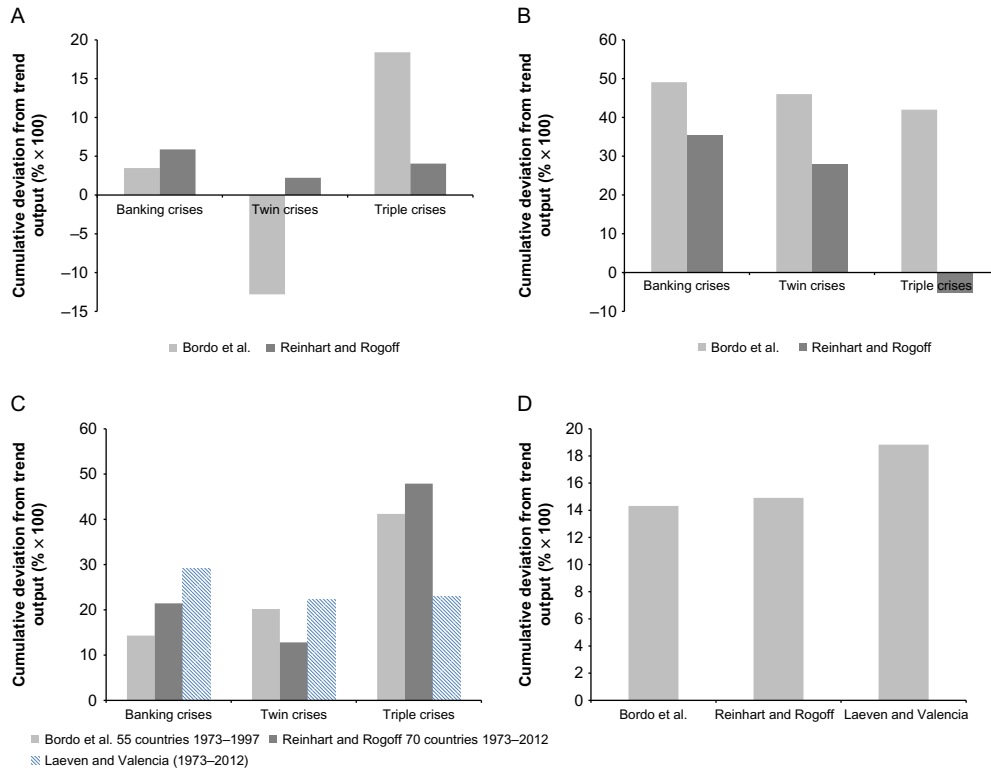 A
Cumulative deviation from trend
output (% × 100)
20
15
10
5
0
–5
–10
–15
Banking crises
Twin crises
Triple crises
Bordo et al.
Reinhart and Rogoff
B
Cumulative deviation from trend
output (% × 100)
60
50
40
30
20
10
0
–10
Banking crises
Twin crises
Triple crises
Bordo et al.
Reinhart and Rogoff
C
Cumulative deviation from trend
output (% × 100)
60
50
40
30
20
10
0
Banking crises
Twin crises
Triple crises
Bordo et al. 55 countries 1973–1997
Reinhart and Rogoff 70 countries 1973–2012
Laeven and Valencia (1973–2012)
D
Cumulative deviation from trend
output (% × 100)
20
18
16
14
12
10
8
6
4
2
0
Bordo et al.
Reinhart and Rogoff
Laeven and Valencia